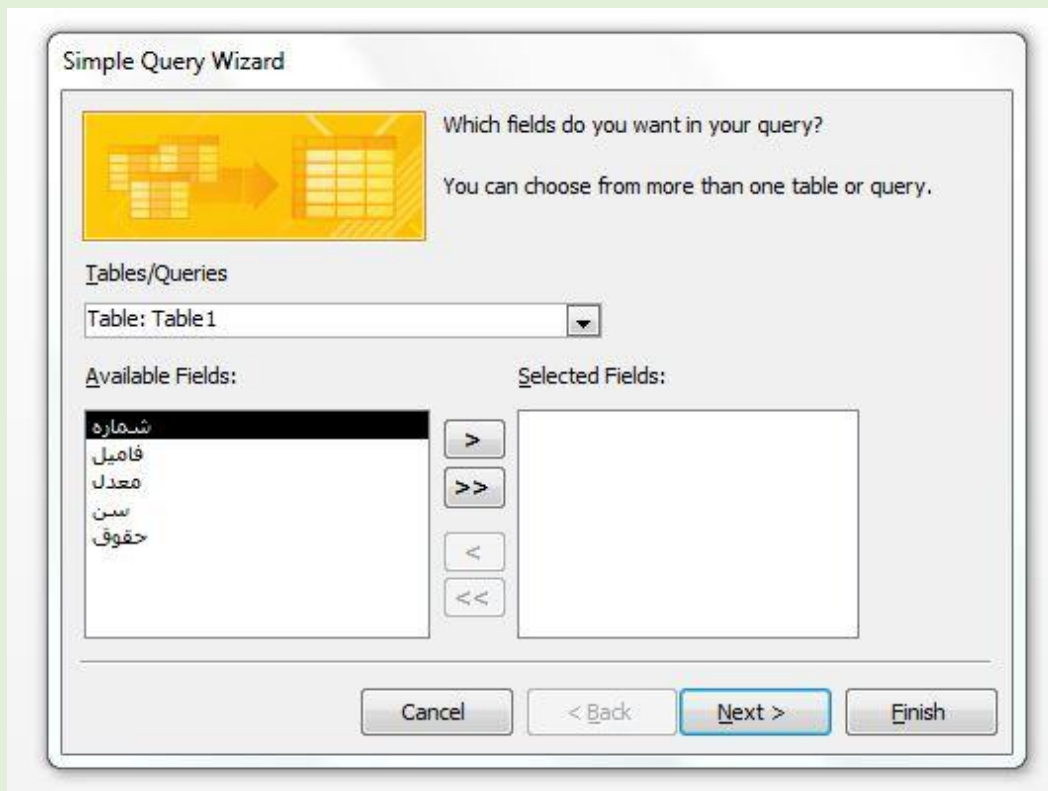 Simple Query Wizard
Which fields do you want in your query?
You can choose from more than one table or query.
Tables/Queries
Table: Table1
Available Fields:
Selected Fields:
شماره
فامیل
معدل
سن
حقوق
>
>>
<
<<
Cancel
< Back
Next >
Finish